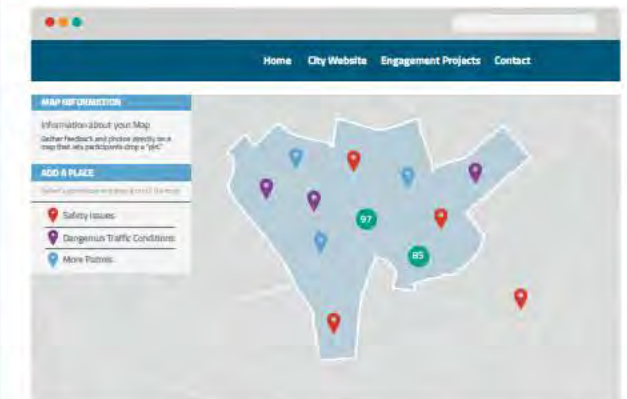 Home City Website Engagement Projects Contact
MAP INFORMATION
Information about your Map
Gather feedback and photos directly on a
map that lets participants drop a "pin."
ADD A PLACE
Safety Issues
Dangerous Traffic Conditions
More Patrols
97
85